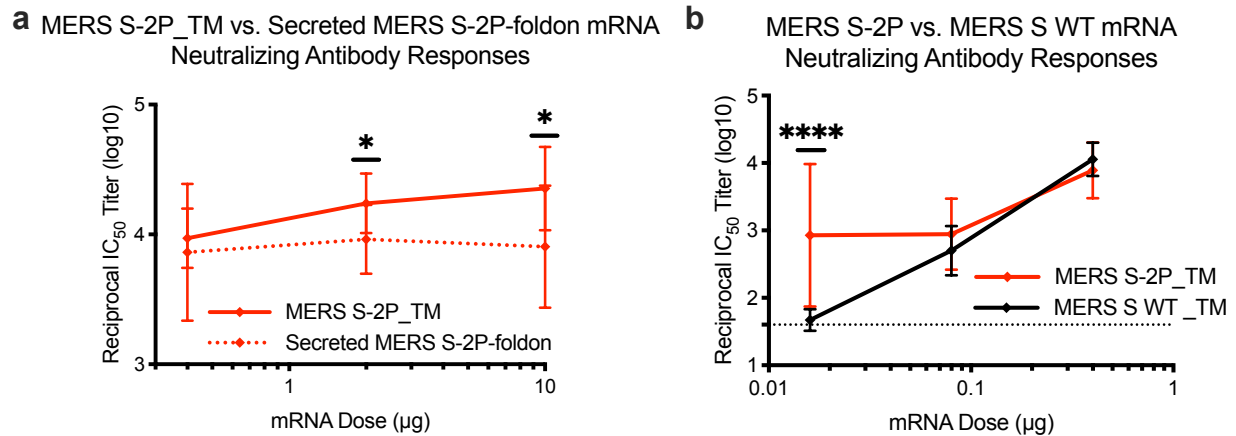 a MERS S-2P_TM vs. Secreted MERS S-2P-foldon mRNA
Neutralizing Antibody Responses
Reciprocal IC50 Titer (log10)
5
4
3
*
*
MERS S-2P_TM
Secreted MERS S-2P-foldon
1
10
mRNA Dose (µg)
b MERS S-2P vs. MERS S WT mRNA
Neutralizing Antibody Responses
Reciprocal IC50 Titer (log10)
5
4
3
2
1
****
MERS S-2P_TM
MERS S WT _TM
0.01
0.1
1
mRNA Dose (µg)